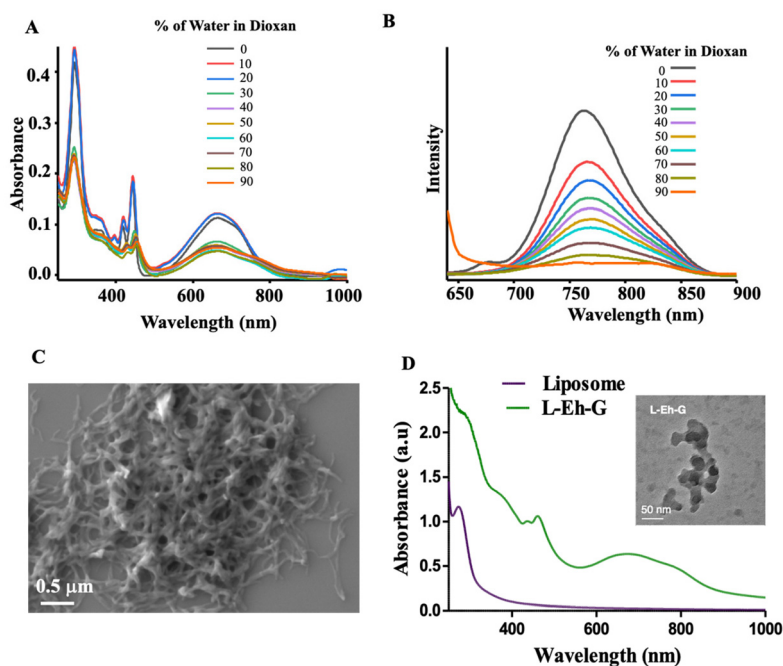 A
% of Water in Dioxan
0
10
20
30
40
50
60
70
80
90
Absorbance
0.4
0.3
0.2
0.1
0.0
400 600 800 1000
Wavelength (nm)
B
% of Water in Dioxan
0
10
20
30
40
50
60
70
80
90
Intensity
650 700 750 800 850 900
Wavelength (nm)
C
0.5 μm
D
Liposome
L-Eh-G
Absorbance (a.u)
2.5
2.0
1.5
1.0
0.5
0.0
400 600 800 1000
Wavelength (nm)
L-Eh-G
50 nm